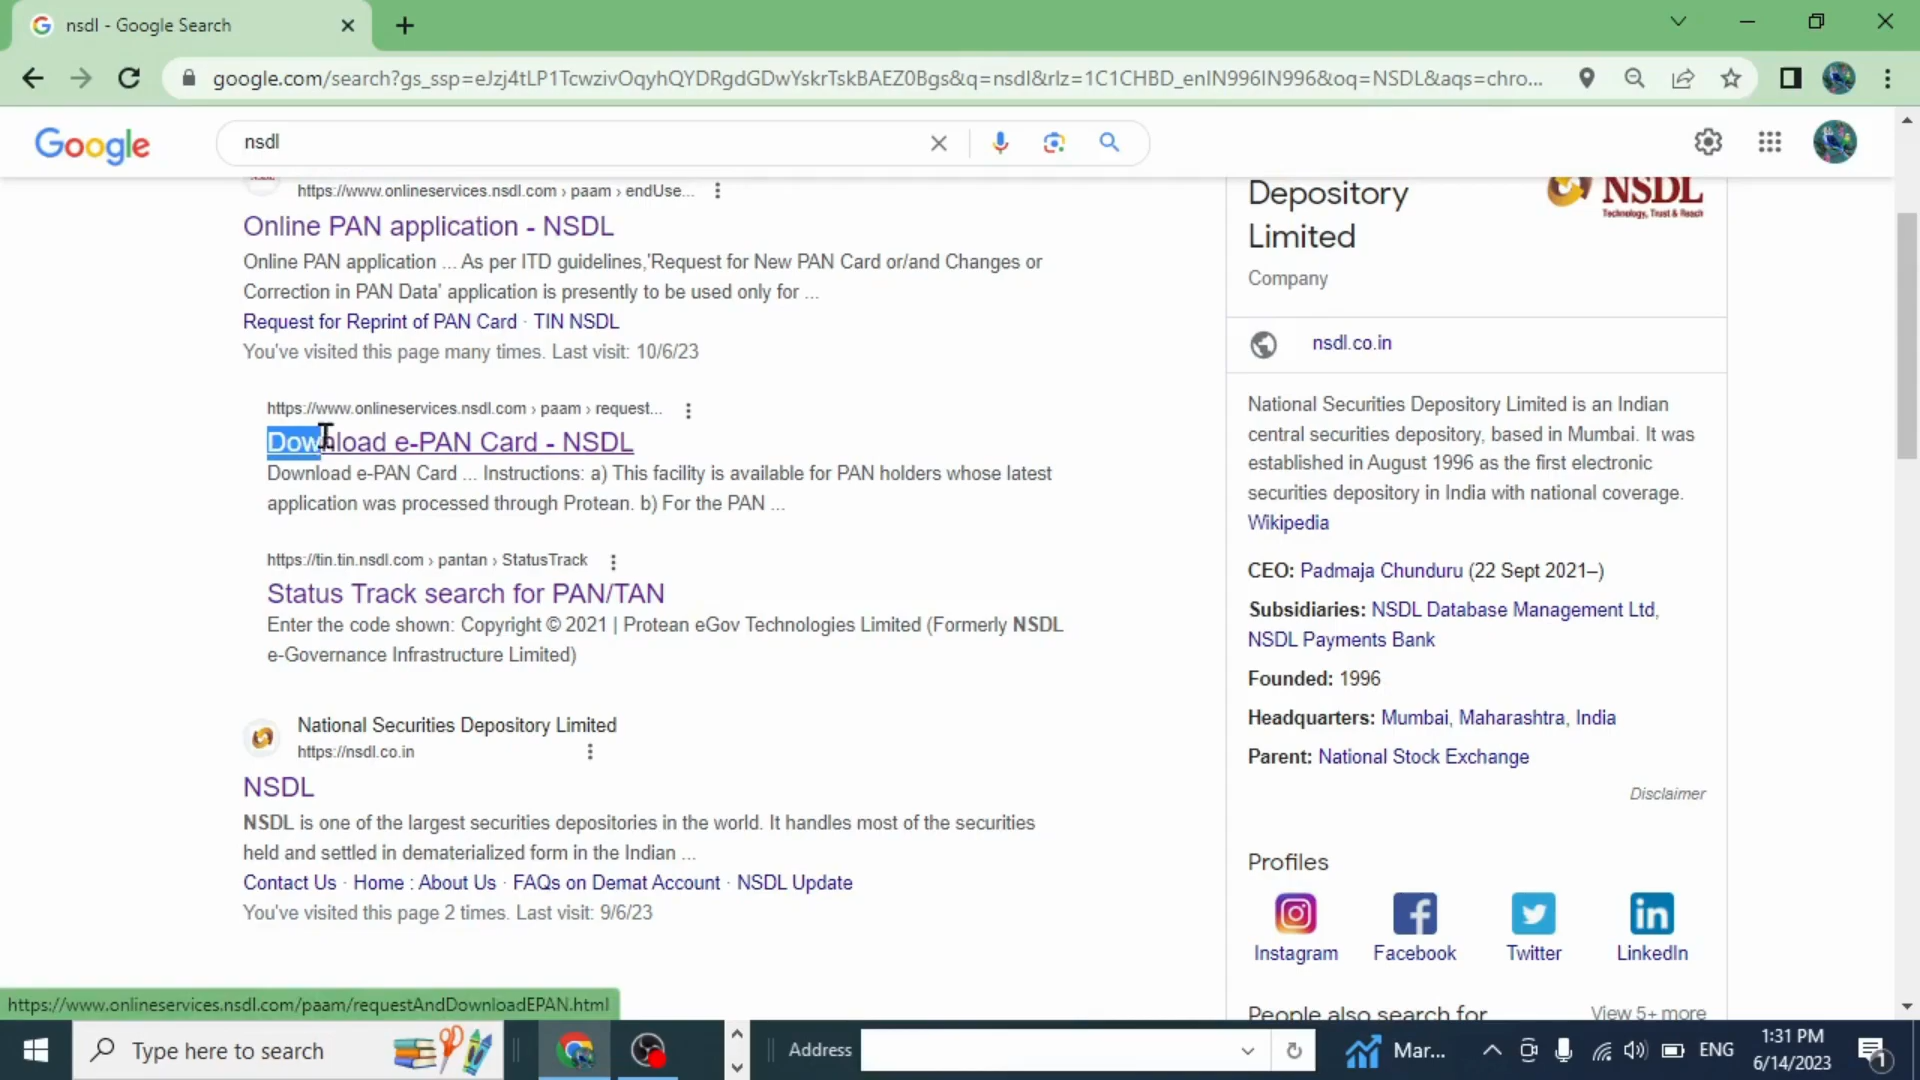 nsdl - Google Search
google.com/search?gs_ssp=eJzj4tLP1TcwzivOqyhQYDRgdGDwYskrTskBAEZ0Bgs&q=nsdl&rlz=1C1CHBD_enIN996IN996&oq=NSDL&aqs=chro...
Google
nsdl
https://www.onlineservices.nsdl.com › paam › endUse...
Online PAN application - NSDL
Online PAN application ... As per ITD guidelines,'Request for New PAN Card or/and Changes or
Correction in PAN Data' application is presently to be used only for ...
Request for Reprint of PAN Card · TIN NSDL
You've visited this page many times. Last visit: 10/6/23
https://www.onlineservices.nsdl.com › paam › request...
Download e-PAN Card - NSDL
Download e-PAN Card ... Instructions: a) This facility is available for PAN holders whose latest
application was processed through Protean. b) For the PAN ...
https://tin.tin.nsdl.com › pantan › StatusTrack
Status Track search for PAN/TAN
Enter the code shown: Copyright © 2021 | Protean eGov Technologies Limited (Formerly NSDL
e-Governance Infrastructure Limited)
National Securities Depository Limited
https://nsdl.co.in
NSDL
NSDL is one of the largest securities depositories in the world. It handles most of the securities
held and settled in dematerialized form in the Indian ...
Contact Us · Home : About Us · FAQs on Demat Account · NSDL Update
You've visited this page 2 times. Last visit: 9/6/23
Depository
Limited
Company
NSDL
Technology, Trust & Reach
nsdl.co.in
National Securities Depository Limited is an Indian
central securities depository, based in Mumbai. It was
established in August 1996 as the first electronic
securities depository in India with national coverage.
Wikipedia
CEO: Padmaja Chunduru (22 Sept 2021–)
Subsidiaries: NSDL Database Management Ltd,
NSDL Payments Bank
Founded: 1996
Headquarters: Mumbai, Maharashtra, India
Parent: National Stock Exchange
Disclaimer
Profiles
Instagram Facebook Twitter LinkedIn
People also search for View 5+ more
https://www.onlineservices.nsdl.com/paam/requestAndDownloadEPAN.html
Type here to search
Address
Mar...
ENG
1:31 PM
6/14/2023
1